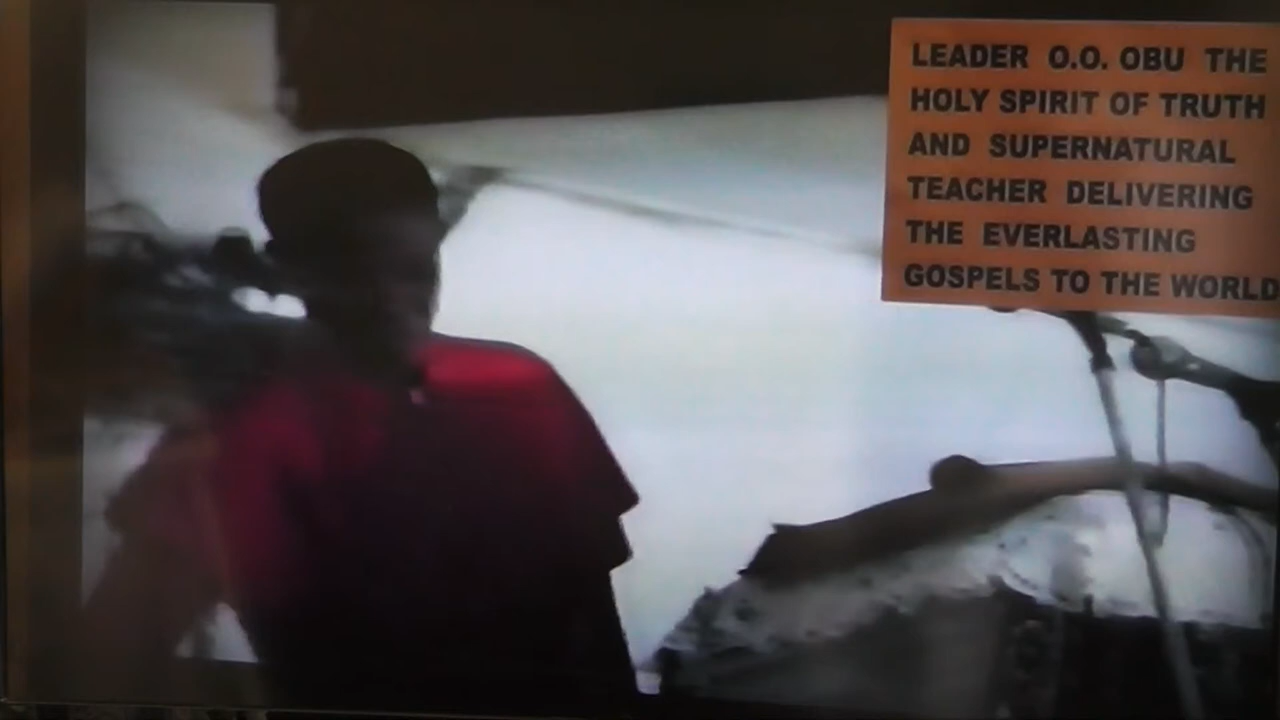 LEADER O.O. OBU THE
HOLY SPIRIT OF TRUTH
AND SUPERNATURAL
TEACHER DELIVERING
THE EVERLASTING
GOSPELS TO THE WORLD